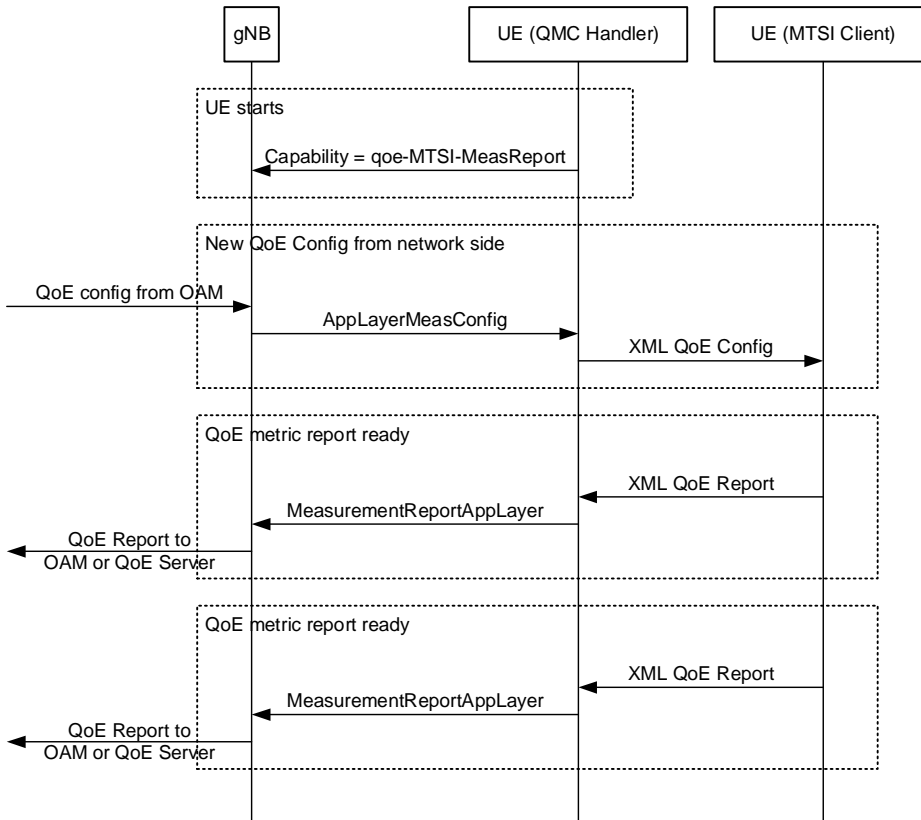 gNB
UE (QMC Handler)
UE (MTSI Client)
UE starts
Capability = qoe-MTSI-MeasReport
New QoE Config from network side
QoE config from OAM
AppLayerMeasConfig
XML QoE Config
QoE metric report ready
XML QoE Report
MeasurementReportAppLayer
QoE Report to
OAM or QoE Server
QoE metric report ready
XML QoE Report
MeasurementReportAppLayer
QoE Report to
OAM or QoE Server